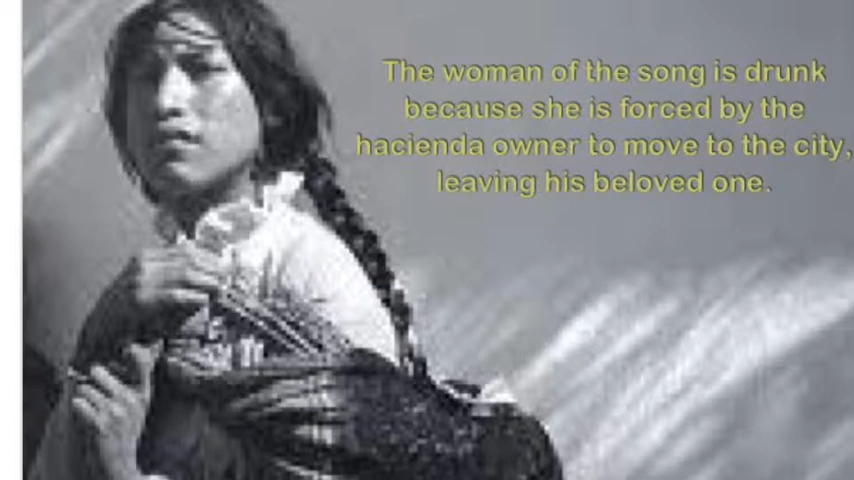 The woman of the song is drunk
because she is forced by the
hacienda owner to move to the city,
leaving his beloved one.